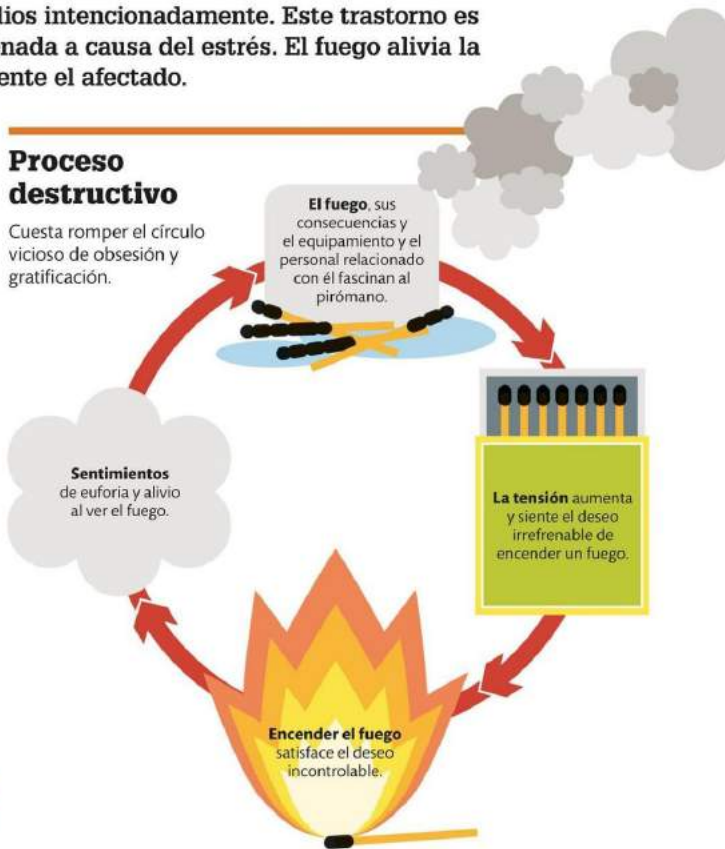 dios intencionadamente. Este trastorno es
nada a causa del estrés. El fuego alivia la
ente el afectado.
Proceso
destructivo
Cuesta romper el círculo
vicioso de obsesión y
gratificación.
El fuego, sus
consecuencias y
el equipamiento y el
personal relacionado
con él fascinan al
pirómano.
La tensión aumenta
y siente el deseo
irrefrenable de
encender un fuego.
Encender el fuego
satisface el deseo
incontrolable.
Sentimientos
de euforia y alivio
al ver el fuego.